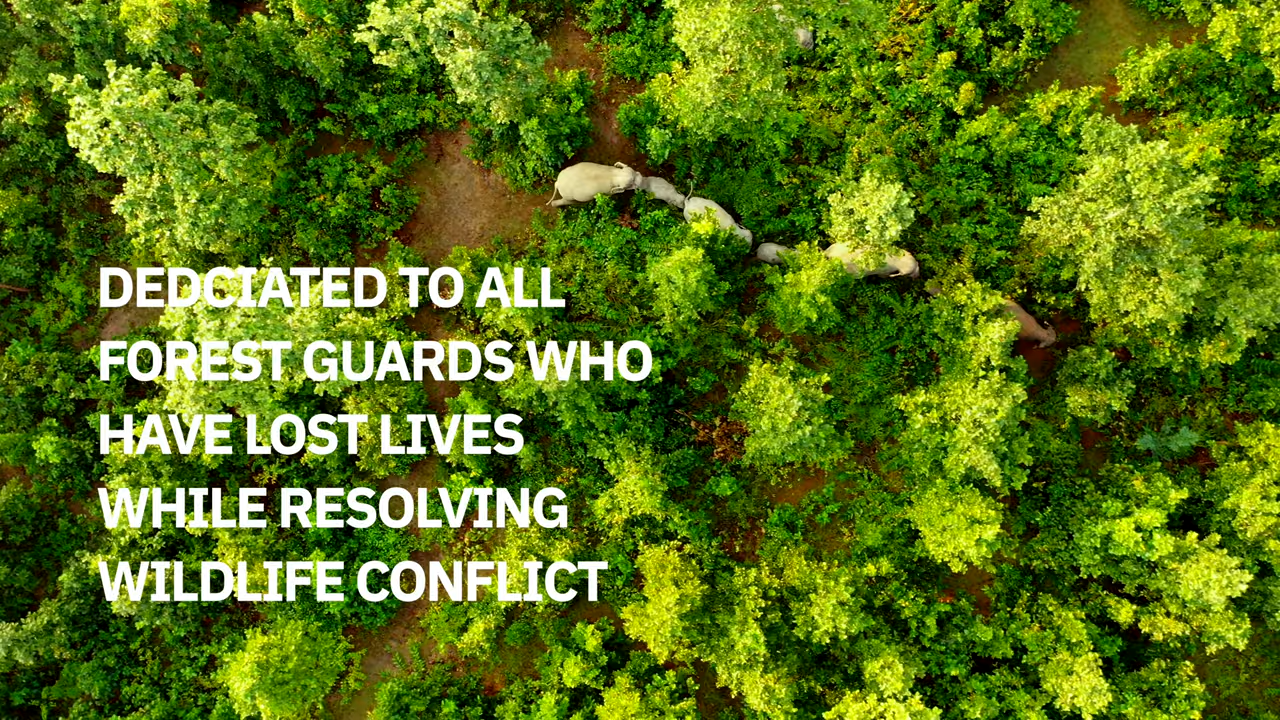 DEDCIATED TO ALL
FOREST GUARDS WHO
HAVE LOST LIVES
WHILE RESOLVING
WILDLIFE CONFLICT